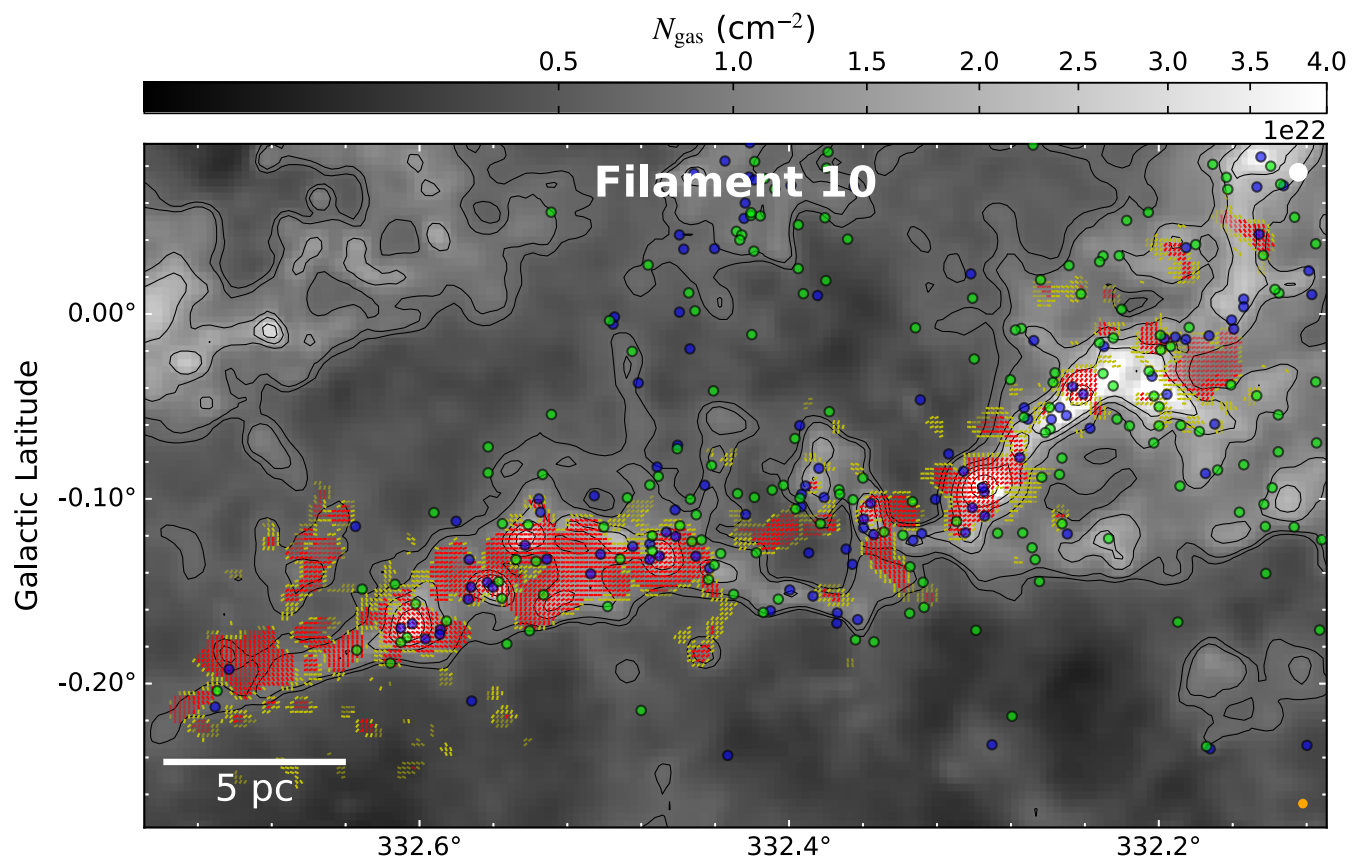 N_gas (cm⁻²)
0.5 1.0 1.5 2.0 2.5 3.0 3.5 4.0
1e22
Filament 10
0.00°
-0.10°
-0.20°
Galactic Latitude
5 pc
332.6° 332.4° 332.2°